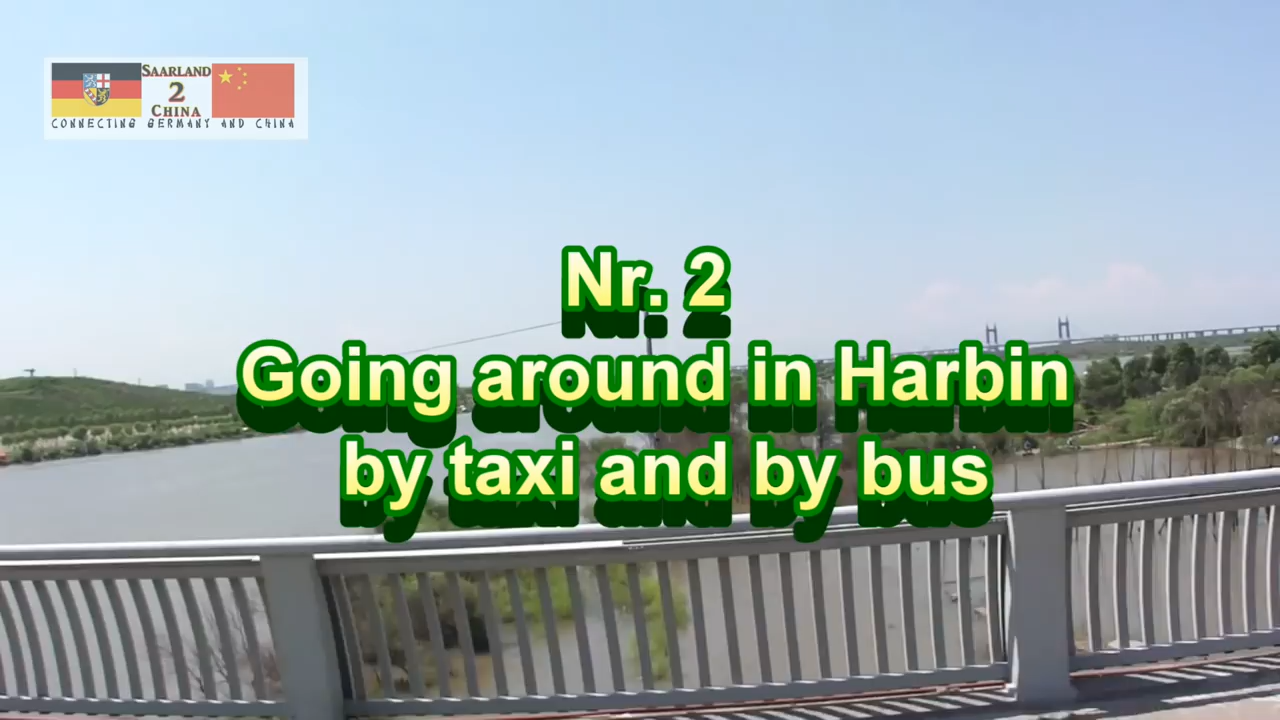 SAARLAND
2
CHINA
CONNECTING GERMANY AND CHINA
Nr. 2
Going around in Harbin
by taxi and by bus